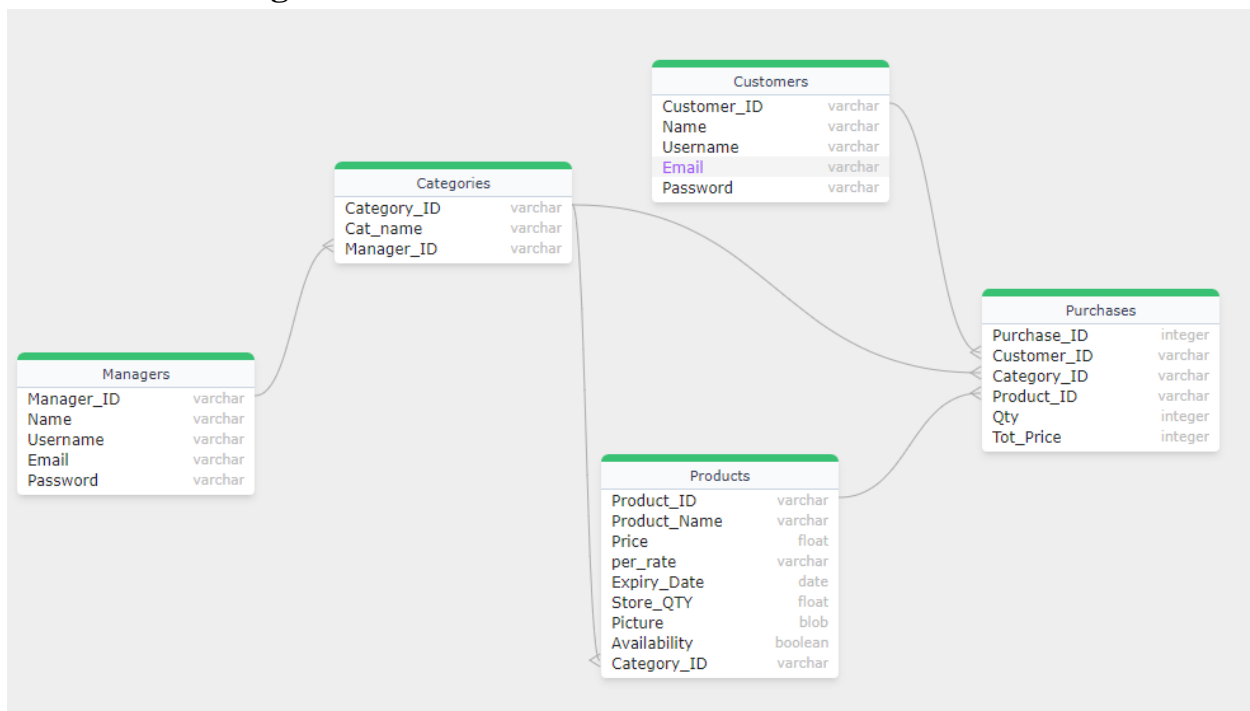 Customers
Customer_ID varchar
Name varchar
Username varchar
Email varchar
Password varchar
Categories
Category_ID varchar
Cat_name varchar
Manager_ID varchar
Purchases
Purchase_ID integer
Customer_ID varchar
Category_ID varchar
Product_ID varchar
Qty integer
Tot_Price integer
Managers
Manager_ID varchar
Name varchar
Username varchar
Email varchar
Password varchar
Products
Product_ID varchar
Product_Name varchar
Price float
per_rate varchar
Expiry_Date date
Store_QTY float
Picture blob
Availability boolean
Category_ID varchar